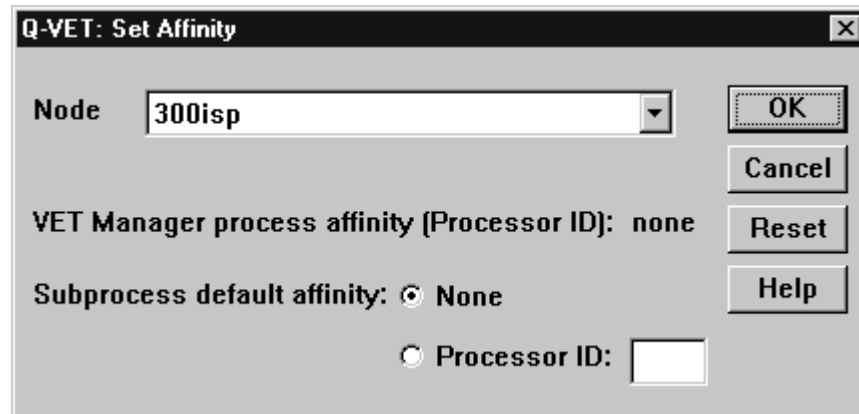 Q-VET: Set Affinity
Node 300isp OK
Cancel
VET Manager process affinity (Processor ID): none Reset
Subprocess default affinity: None Help
Processor ID: